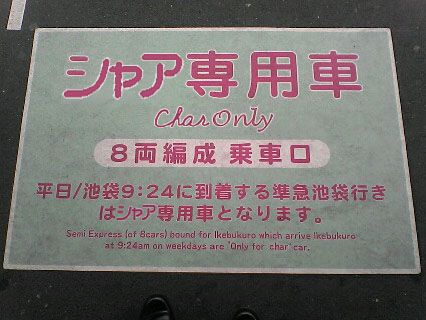 シャア専用車
Char Only
8両編成 乗車口
平日/池袋9:24に到着する準急池袋行き
はシャア専用車となります。
Semi Express (of 8cars) bound for Ikebukuro which arrive Ikebukuro
at 9:24am on weekdays are "Only for char" car.